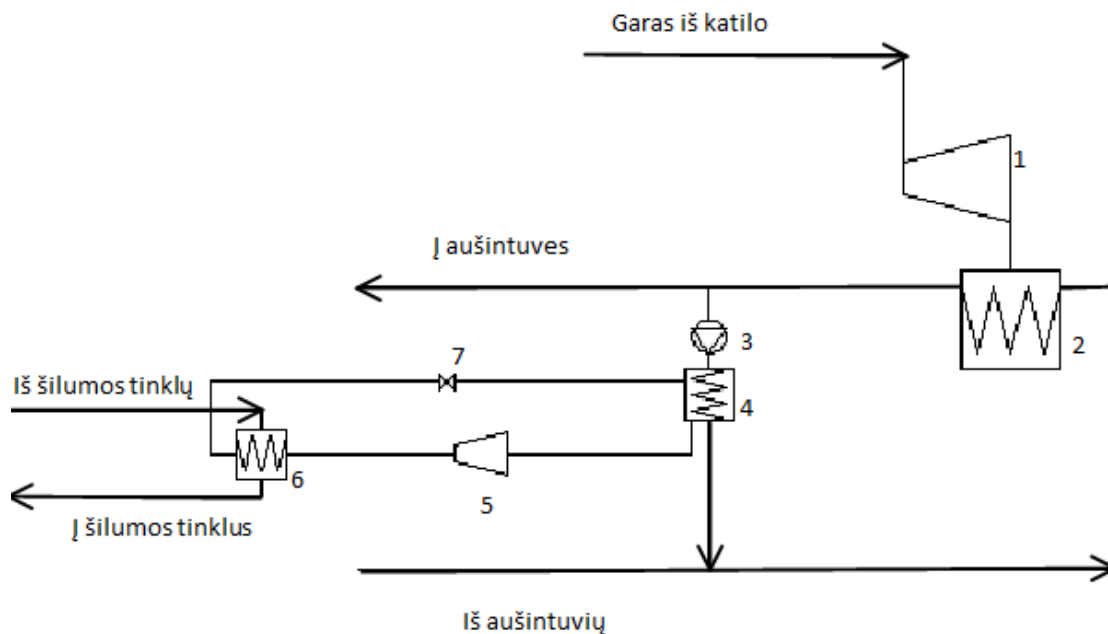 Garas iš katilo
1
Į aušintuves
3
2
7
Iš šilumos tinklų
4
6
5
Į šilumos tinklus
Iš aušintuvių